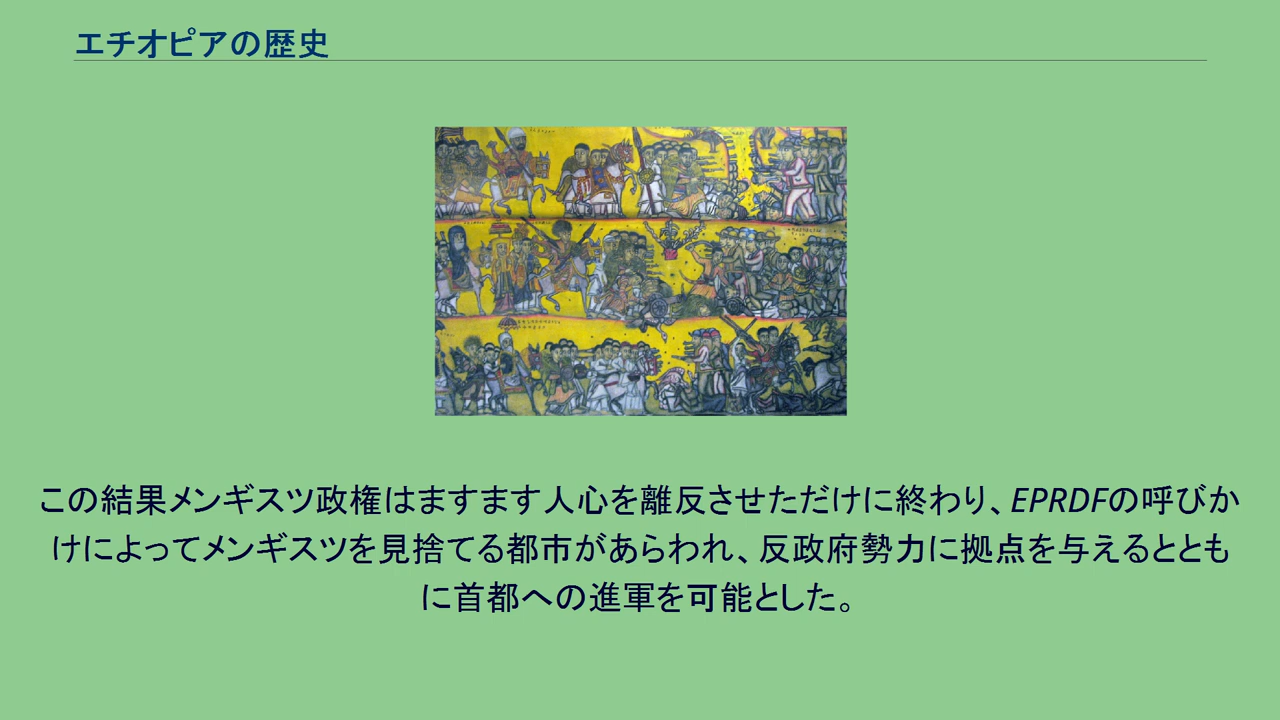 エチオピアの歴史
この結果メンギスツ政権はますます人心を離反させただけに終わり、EPRDFの呼びか
けによってメンギスツを見捨てる都市があらわれ、反政府勢力に拠点を与えるととも
に首都への進軍を可能とした。